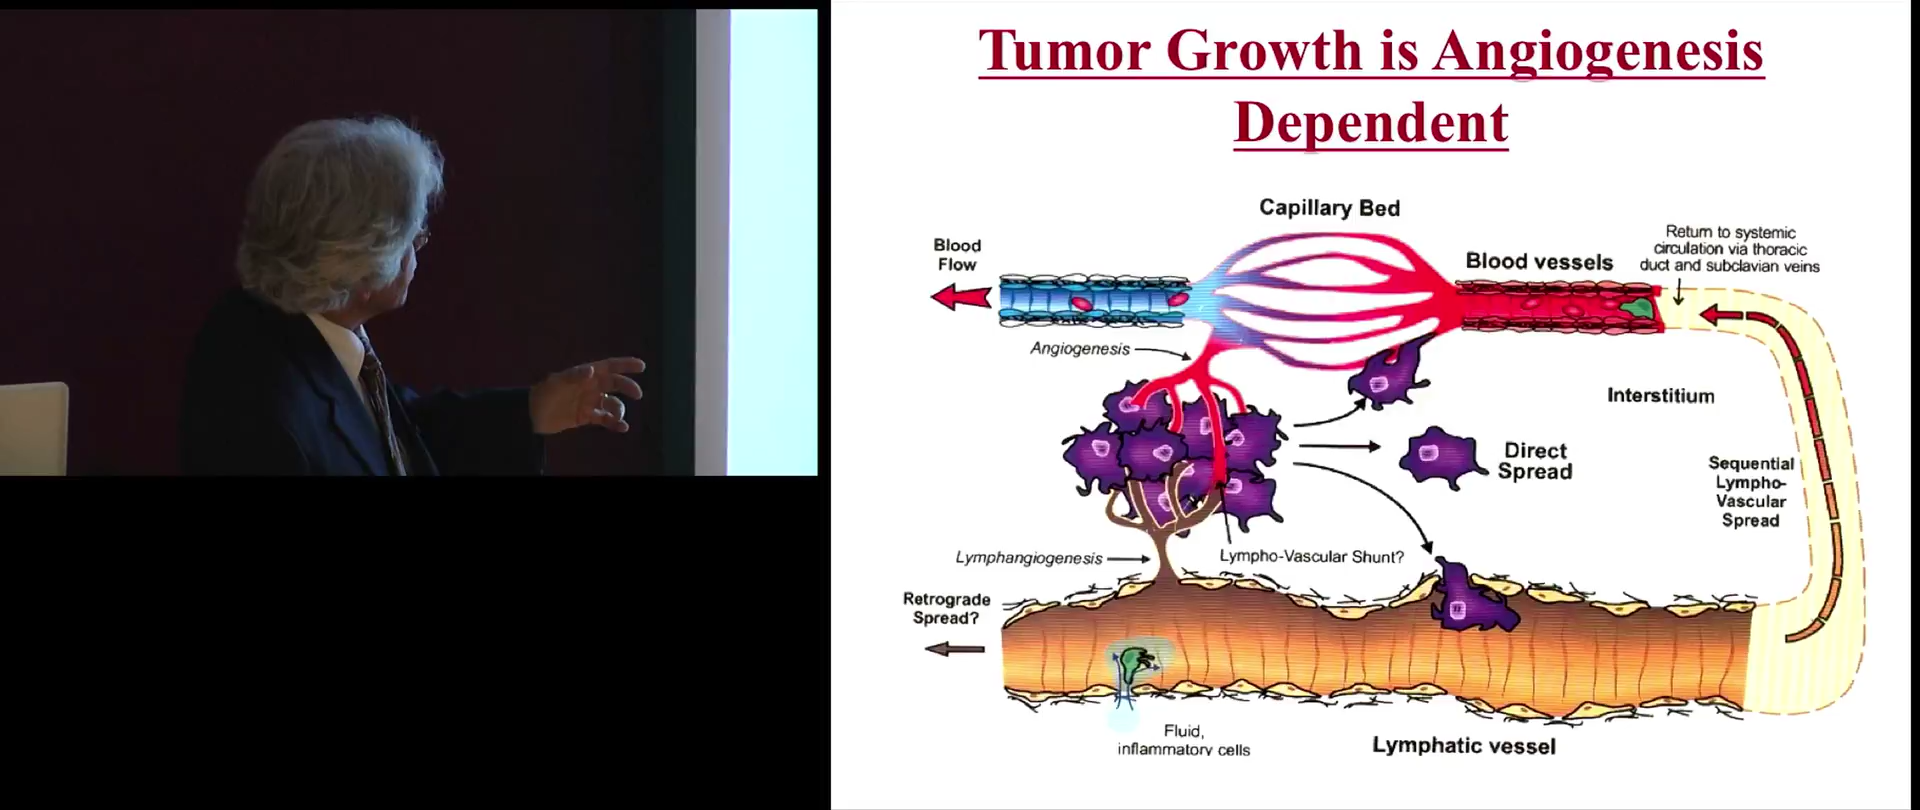 Tumor Growth is Angiogenesis
Dependent
Capillary Bed
Blood
Flow
Blood vessels
Return to systemic
circulation via thoracic
duct and subclavian veins
Angiogenesis
Interstitium
Direct
Spread
Sequential
Lympho-
Vascular
Spread
Lymphangiogenesis
Lympho-Vascular Shunt?
Retrograde
Spread?
Fluid,
inflammatory cells
Lymphatic vessel